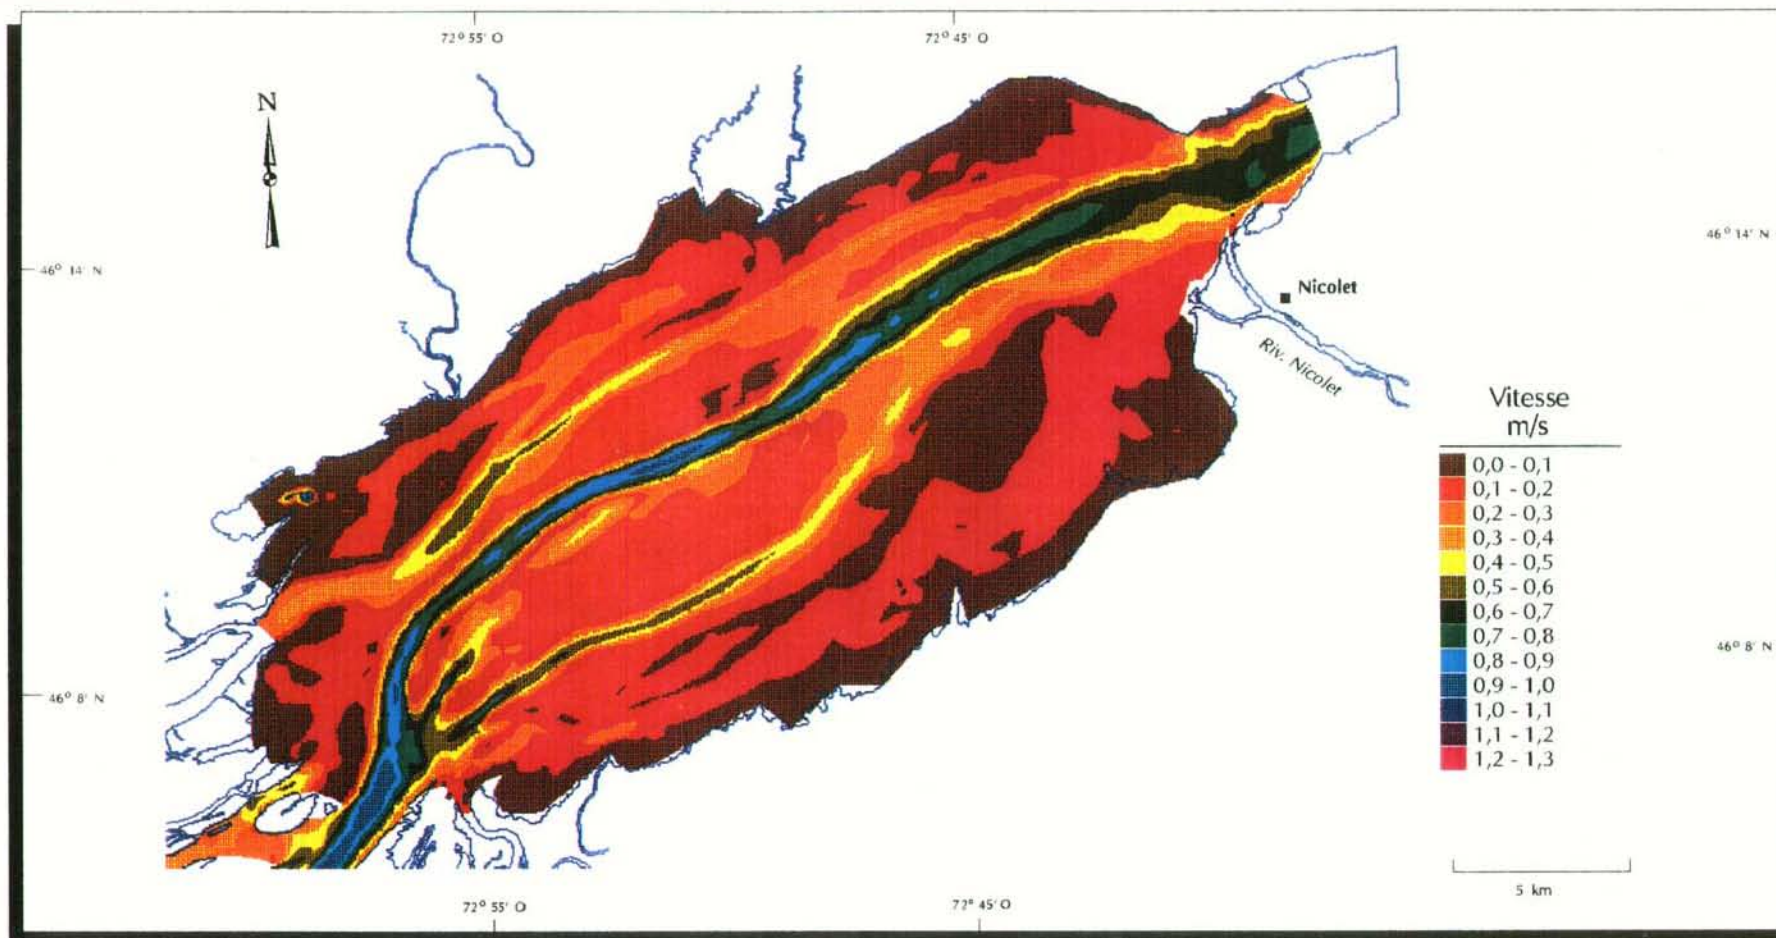 72° 55' O
72° 45' O
N
46° 14' N
46° 14' N
Nicolet
Riv. Nicolet
Vitesse
m/s
0,0 - 0,1
0,1 - 0,2
0,2 - 0,3
0,3 - 0,4
0,4 - 0,5
0,5 - 0,6
0,6 - 0,7
0,7 - 0,8
0,8 - 0,9
0,9 - 1,0
1,0 - 1,1
1,1 - 1,2
1,2 - 1,3
46° 8' N
46° 8' N
5 km
72° 55' O
72° 45' O